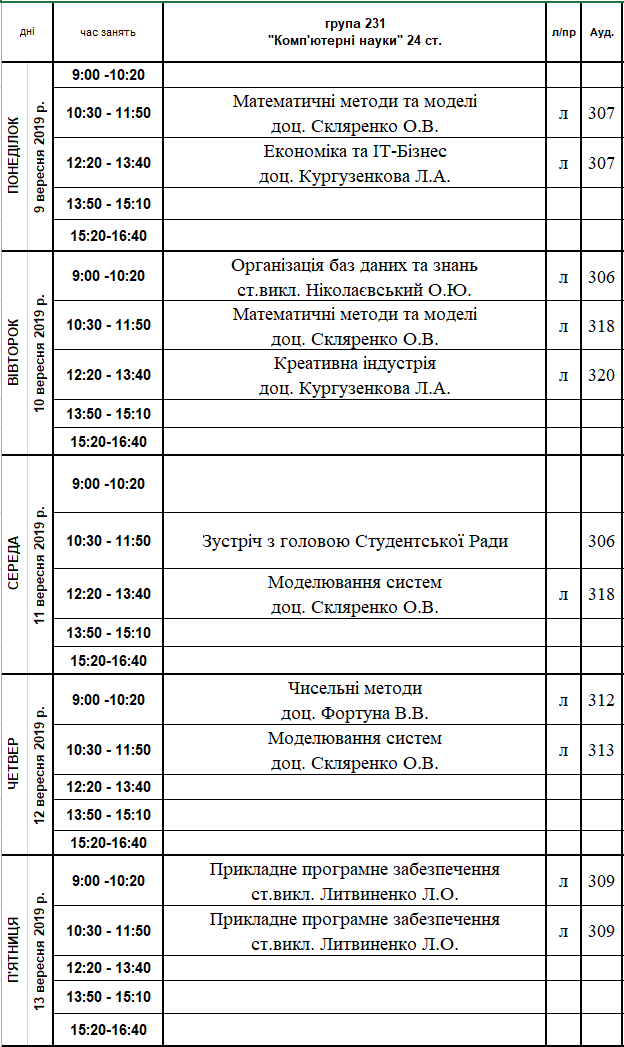 дні час занять група 231 л/пр Ауд.
"Комп'ютерні науки" 24 ст.
ПОНЕДІЛОК
9 вересня 2019 р.
9:00 -10:20
10:30 - 11:50 Математичні методи та моделі л 307
доц. Скляренко О.В.
12:20 - 13:40 Економіка та ІТ-Бізнес л 307
доц. Кургузенкова Л.А.
13:50 - 15:10
15:20-16:40
ВІВТОРОК
10 вересня 2019 р.
9:00 -10:20 Організація баз даних та знань л 306
ст.викл. Ніколаєвський О.Ю.
10:30 - 11:50 Математичні методи та моделі л 318
доц. Скляренко О.В.
12:20 - 13:40 Креативна індустрія л 320
доц. Кургузенкова Л.А.
13:50 - 15:10
15:20-16:40
СЕРЕДА
11 вересня 2019 р.
9:00 -10:20
10:30 - 11:50 Зустріч з головою Студентської Ради 306
12:20 - 13:40 Моделювання систем л 318
доц. Скляренко О.В.
13:50 - 15:10
15:20-16:40
ЧЕТВЕР
12 вересня 2019 р.
9:00 -10:20 Чисельні методи л 312
доц. Фортуна В.В.
10:30 - 11:50 Моделювання систем л 313
доц. Скляренко О.В.
12:20 - 13:40
13:50 - 15:10
15:20-16:40
П'ЯТНИЦЯ
13 вересня 2019 р.
9:00 -10:20 Прикладне програмне забезпечення л 309
ст.викл. Литвиненко Л.О.
10:30 - 11:50 Прикладне програмне забезпечення л 309
ст.викл. Литвиненко Л.О.
12:20 - 13:40
13:50 - 15:10
15:20-16:40